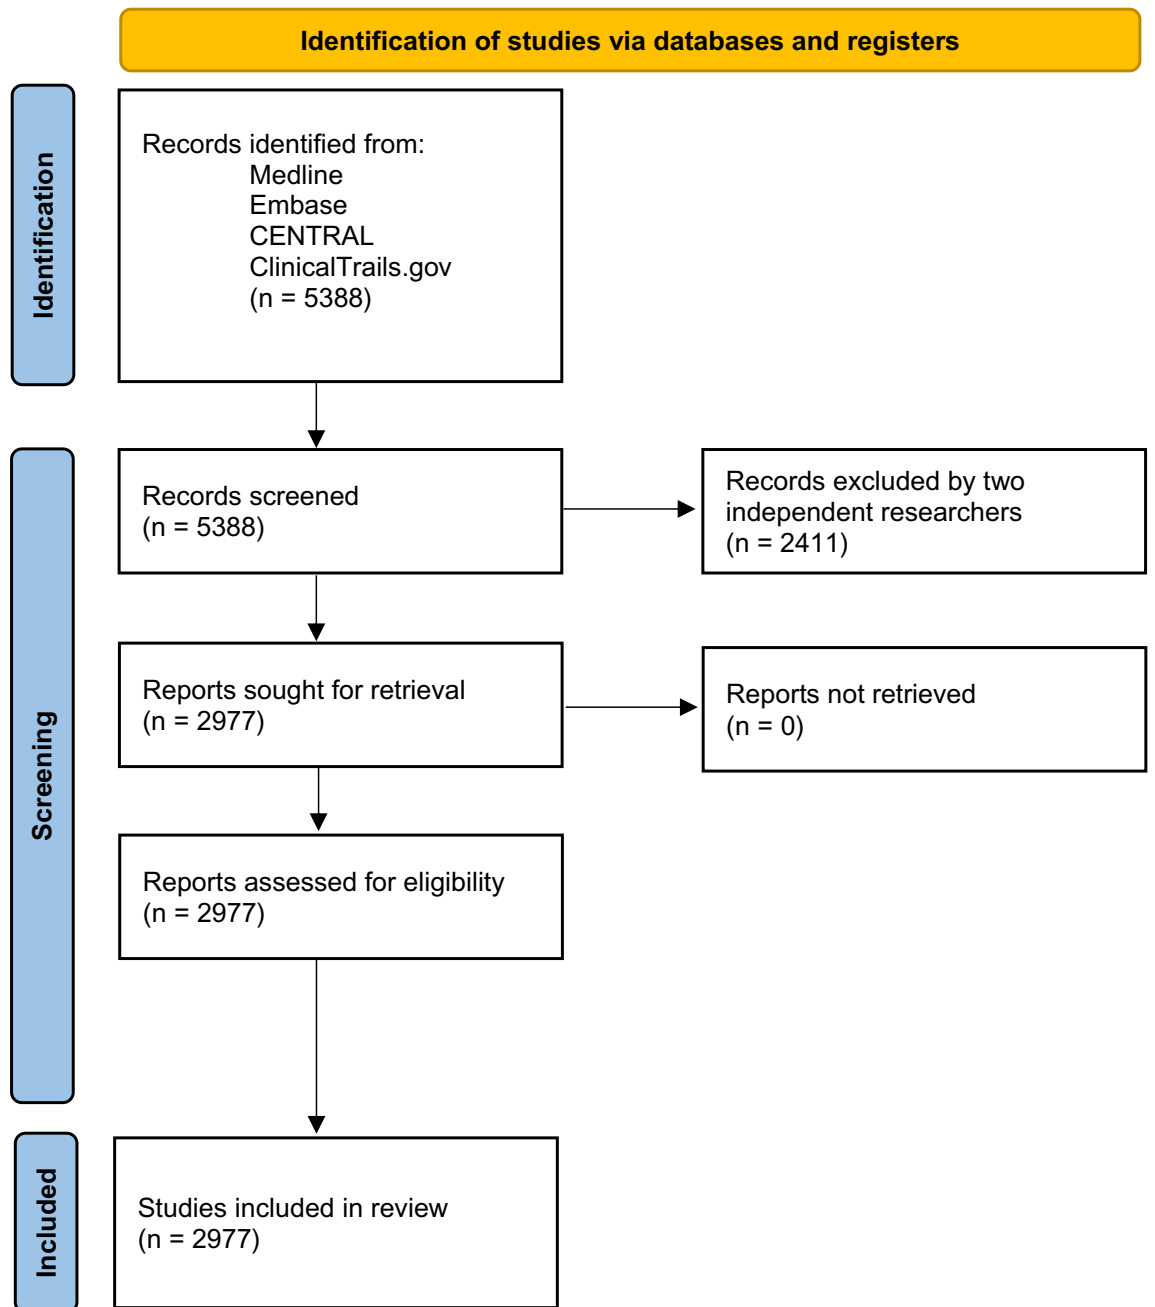 Identification of studies via databases and registers
Identification
Records identified from:
Medline
Embase
CENTRAL
ClinicalTrails.gov
(n = 5388)
Screening
Records screened
(n = 5388)
Records excluded by two
independent researchers
(n = 2411)
Reports sought for retrieval
(n = 2977)
Reports not retrieved
(n = 0)
Reports assessed for eligibility
(n = 2977)
Included
Studies included in review
(n = 2977)